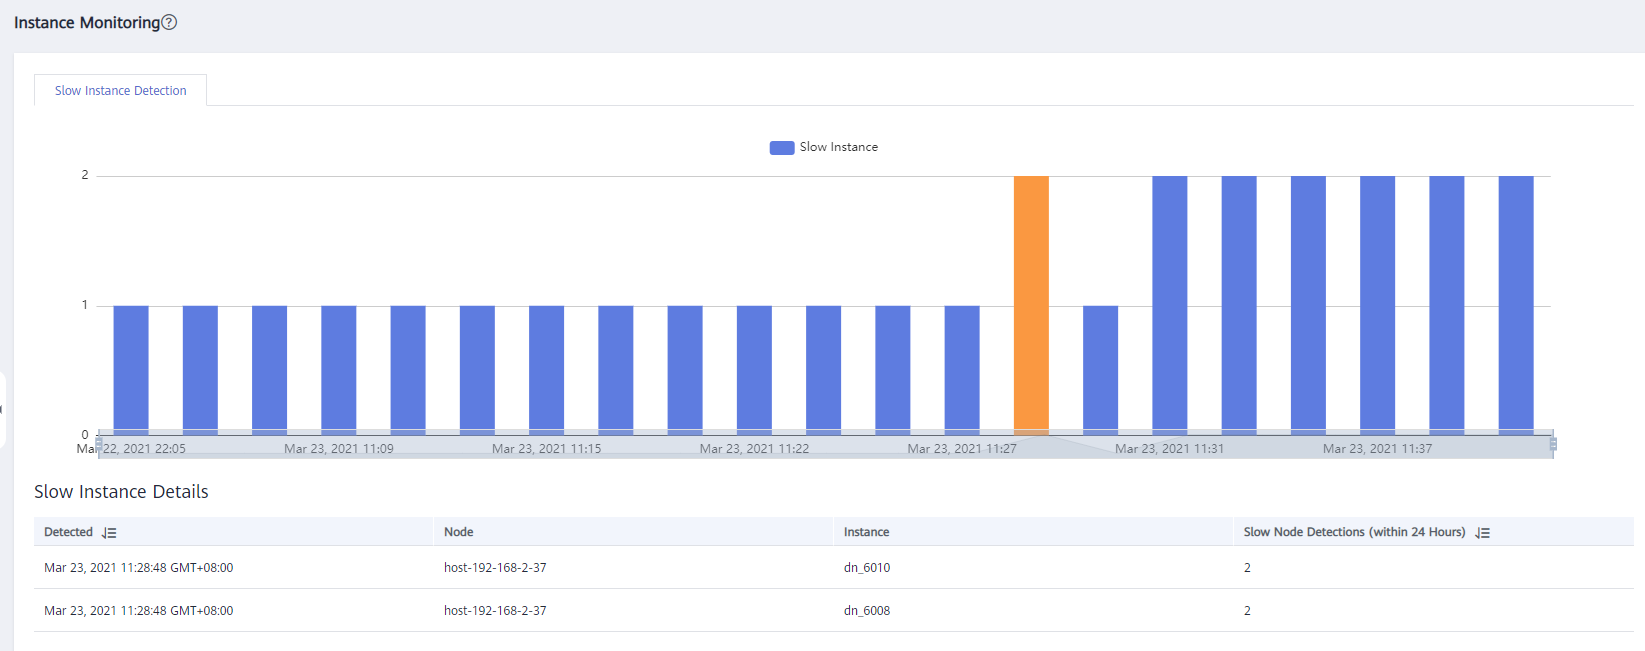 Instance Monitoring?
Slow Instance Detection
Slow Instance
2
1
0
Mar 22, 2021 22:05 Mar 23, 2021 11:09 Mar 23, 2021 11:15 Mar 23, 2021 11:22 Mar 23, 2021 11:27 Mar 23, 2021 11:31 Mar 23, 2021 11:37
Slow Instance Details
Detected Node Instance Slow Node Detections (within 24 Hours)
Mar 23, 2021 11:28:48 GMT+08:00 host-192-168-2-37 dn_6010 2
Mar 23, 2021 11:28:48 GMT+08:00 host-192-168-2-37 dn_6008 2